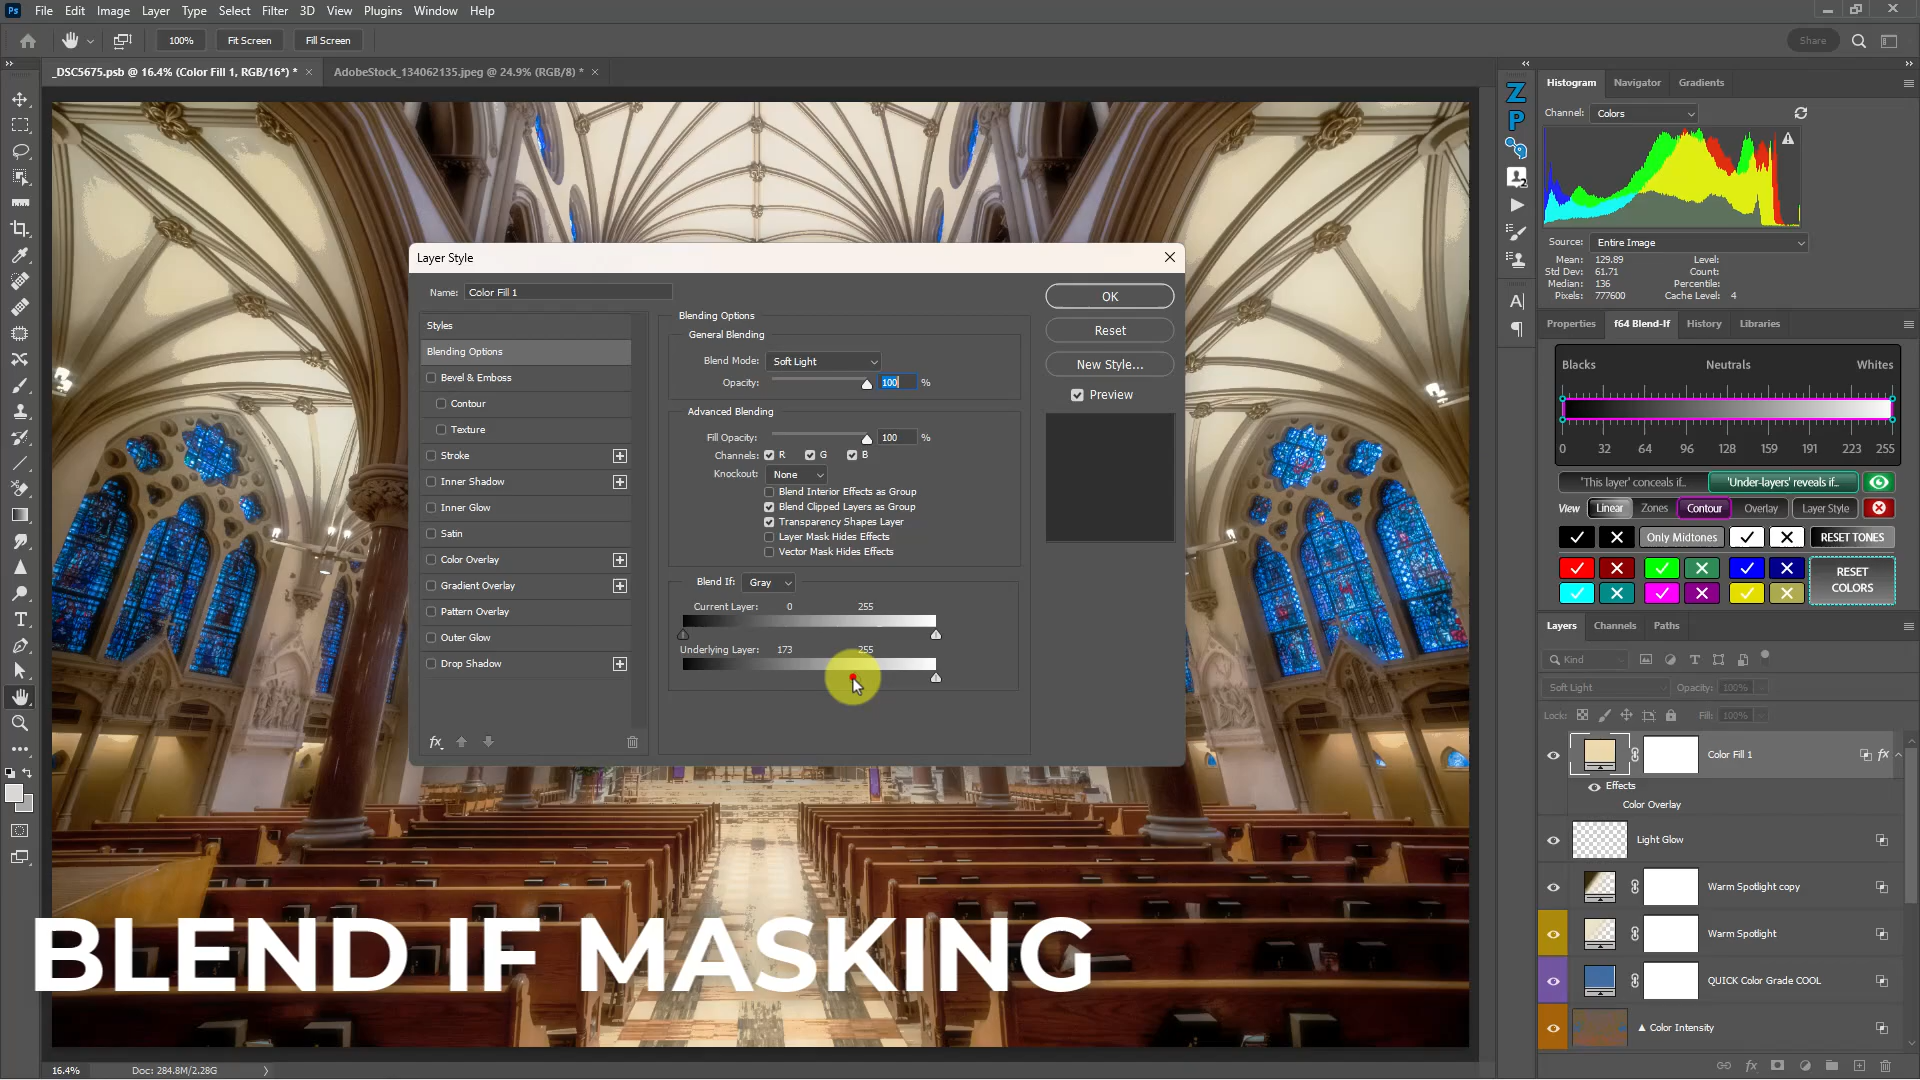 Ps File Edit Image Layer Type Select Filter 3D View Plugins Window Help
100% Fit Screen Fill Screen Share
_DSC5675.psb @ 16.4% (Color Fill 1, RGB/16*) * × AdobeStock_134062135.jpeg @ 24.9% (RGB/8) * ×
Histogram Navigator Gradients
Channel: Colors
Source: Entire Image
Mean: 129.89 Level:
Std Dev: 61.71 Count:
Median: 136 Percentile:
Pixels: 777600 Cache Level: 4
Properties f64 Blend-If History Libraries
Blacks Neutrals Whites
0 32 64 96 128 159 191 223 255
'This layer' conceals if... 'Under-layers' reveals if...
View Linear Zones Contour Overlay Layer Style
Only Midtones RESET TONES
RESET
COLORS
Layers Channels Paths
Kind
Soft Light Opacity: 100%
Lock: Fill: 100%
Color Fill 1 fx
Effects
Color Overlay
Light Glow
Warm Spotlight copy
Warm Spotlight
QUICK Color Grade COOL
Color Intensity
Layer Style
Name: Color Fill 1
Styles
Blending Options
Bevel & Emboss
Contour
Texture
Stroke
Inner Shadow
Inner Glow
Satin
Color Overlay
Gradient Overlay
Pattern Overlay
Outer Glow
Drop Shadow
fx
Blending Options
General Blending
Blend Mode: Soft Light
Opacity: 100 %
Advanced Blending
Fill Opacity: 100 %
Channels: R G B
Knockout: None
Blend Interior Effects as Group
Blend Clipped Layers as Group
Transparency Shapes Layer
Layer Mask Hides Effects
Vector Mask Hides Effects
Blend If: Gray
Current Layer: 0 255
Underlying Layer: 173 255
OK
Reset
New Style...
Preview
BLEND IF MASKING
16.4% Doc: 284.8M/2.28G